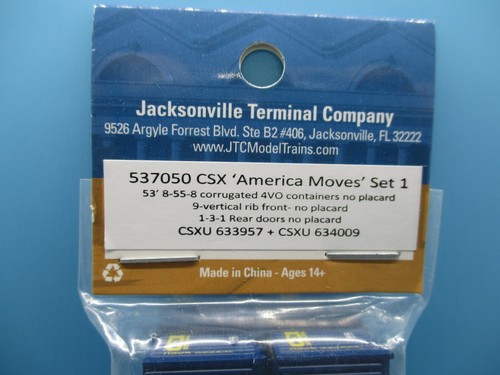 Jacksonville Terminal Company
9526 Argyle Forrest Blvd. Ste B2 #406, Jacksonville, FL 32222
www.JTCModelTrains.com
537050 CSX 'America Moves' Set 1
53' 8-55-8 corrugated 4VO containers no placard
9-vertical rib front- no placard
1-3-1 Rear doors no placard
CSXU 633957 + CSXU 634009
Made in China - Ages 14+